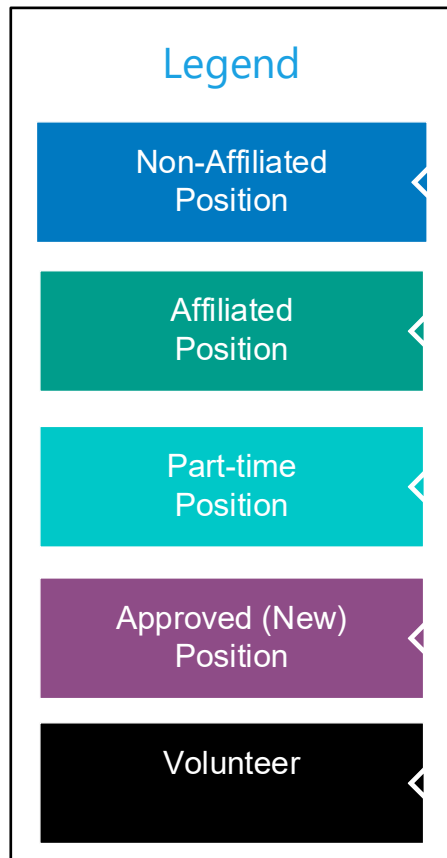 Legend
Non-Affiliated
Position
Affiliated
Position
Part-time
Position
Approved (New)
Position
Volunteer